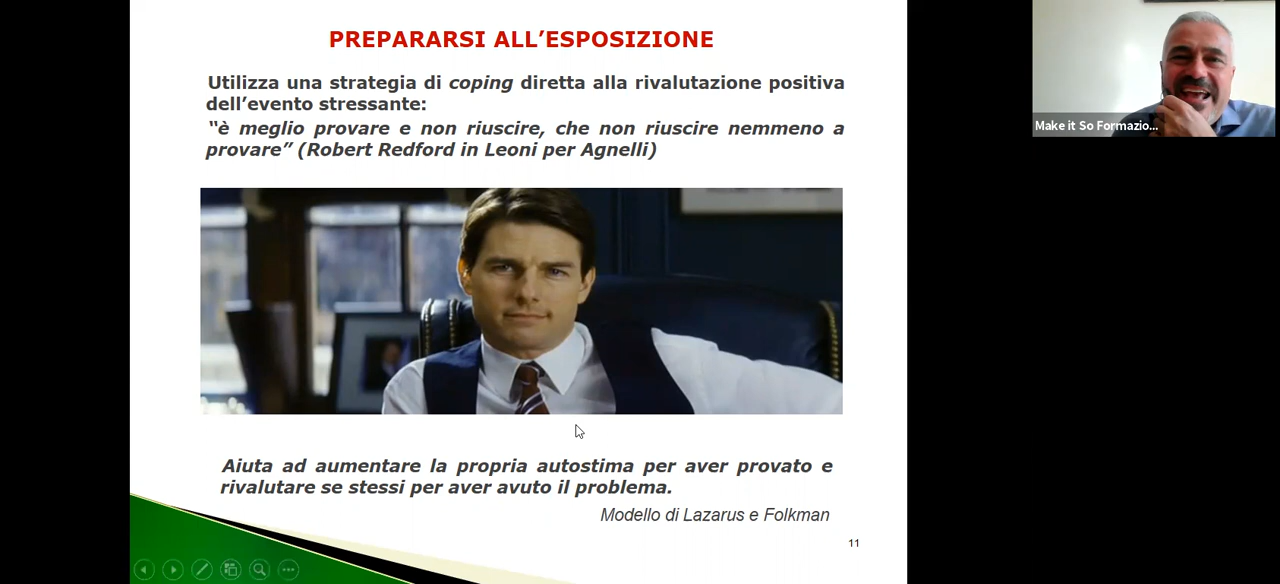 PREPARARSI ALL’ESPOSIZIONE
Utilizza una strategia di coping diretta alla rivalutazione positiva
dell’evento stressante:
“è meglio provare e non riuscire, che non riuscire nemmeno a
provare” (Robert Redford in Leoni per Agnelli)
Aiuta ad aumentare la propria autostima per aver provato e
rivalutare se stessi per aver avuto il problema.
Modello di Lazarus e Folkman
11
Make it So Formazio...